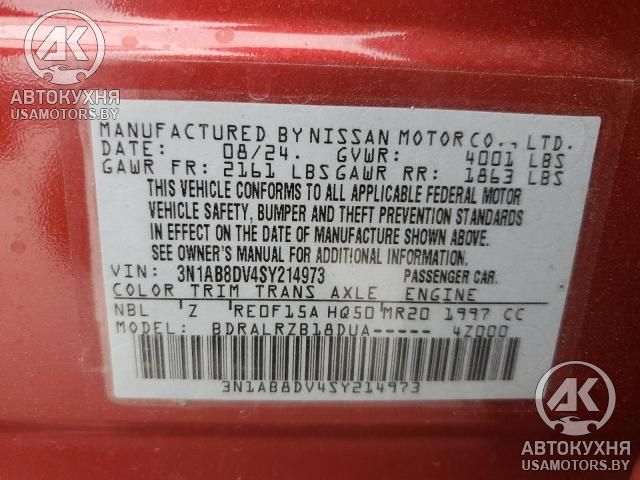 АК
АВТОКУХНЯ
USAMOTORS.BY
MANUFACTURED BY NISSAN MOTOR CO., LTD.
DATE: 08/24. GVWR: 4001 LBS
GAWR FR: 2161 LBS GAWR RR: 1863 LBS
THIS VEHICLE CONFORMS TO ALL APPLICABLE FEDERAL MOTOR
VEHICLE SAFETY, BUMPER AND THEFT PREVENTION STANDARDS
IN EFFECT ON THE DATE OF MANUFACTURE SHOWN ABOVE.
SEE OWNER'S MANUAL FOR ADDITIONAL INFORMATION.
VIN: 3N1AB8DV4SY214973 PASSENGER CAR.
COLOR TRIM TRANS AXLE ENGINE
NBL Z RE0F15A HQ50 MR20 1997 CC
MODEL: BDRALRZB18DUA----- 4Z000
3N1AB8DV4SY214973
АК
АВТОКУХНЯ
USAMOTORS.BY